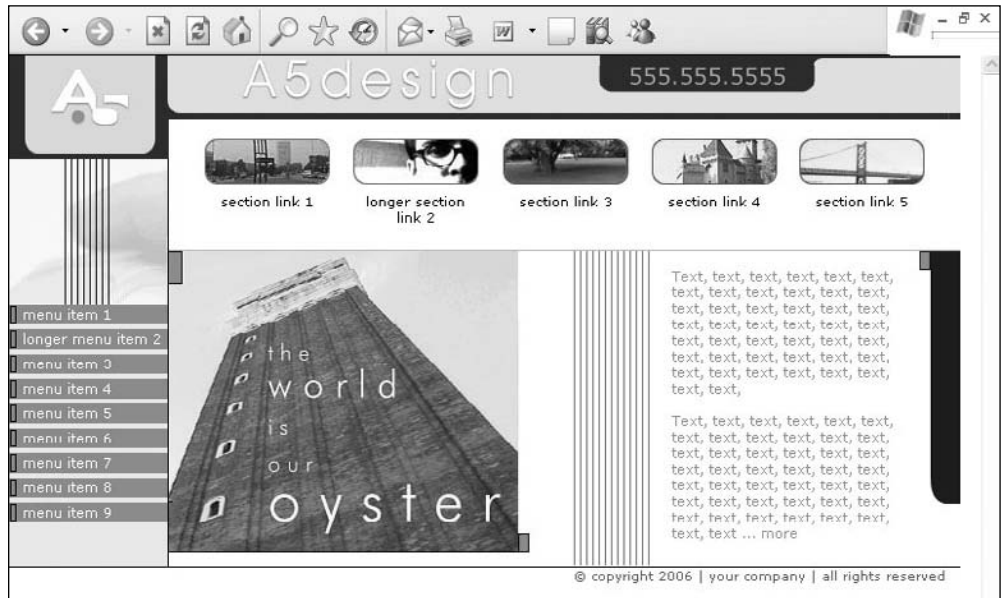 A5design
555.555.5555
A5
section link 1
longer section
link 2
section link 3
section link 4
section link 5
menu item 1
longer menu item 2
menu item 3
menu item 4
menu item 5
menu item 6
menu item 7
menu item 8
menu item 9
the
world
is
our
oyster
Text, text, text, text, text, text,
text, text, text, text, text, text,
text, text, text, text, text, text,
text, text, text, text, text, text,
text, text, text, text, text, text,
text, text, text, text, text, text,
text, text, text, text, text, text,
text, text,
Text, text, text, text, text, text,
text, text, text, text, text, text,
text, text, text, text, text, text,
text, text, text, text, text, text,
text, text, text, text, text, text,
text, text, text, text, text, text,
text, text, text, text, text, text,
text, text ... more
© copyright 2006 | your company | all rights reserved